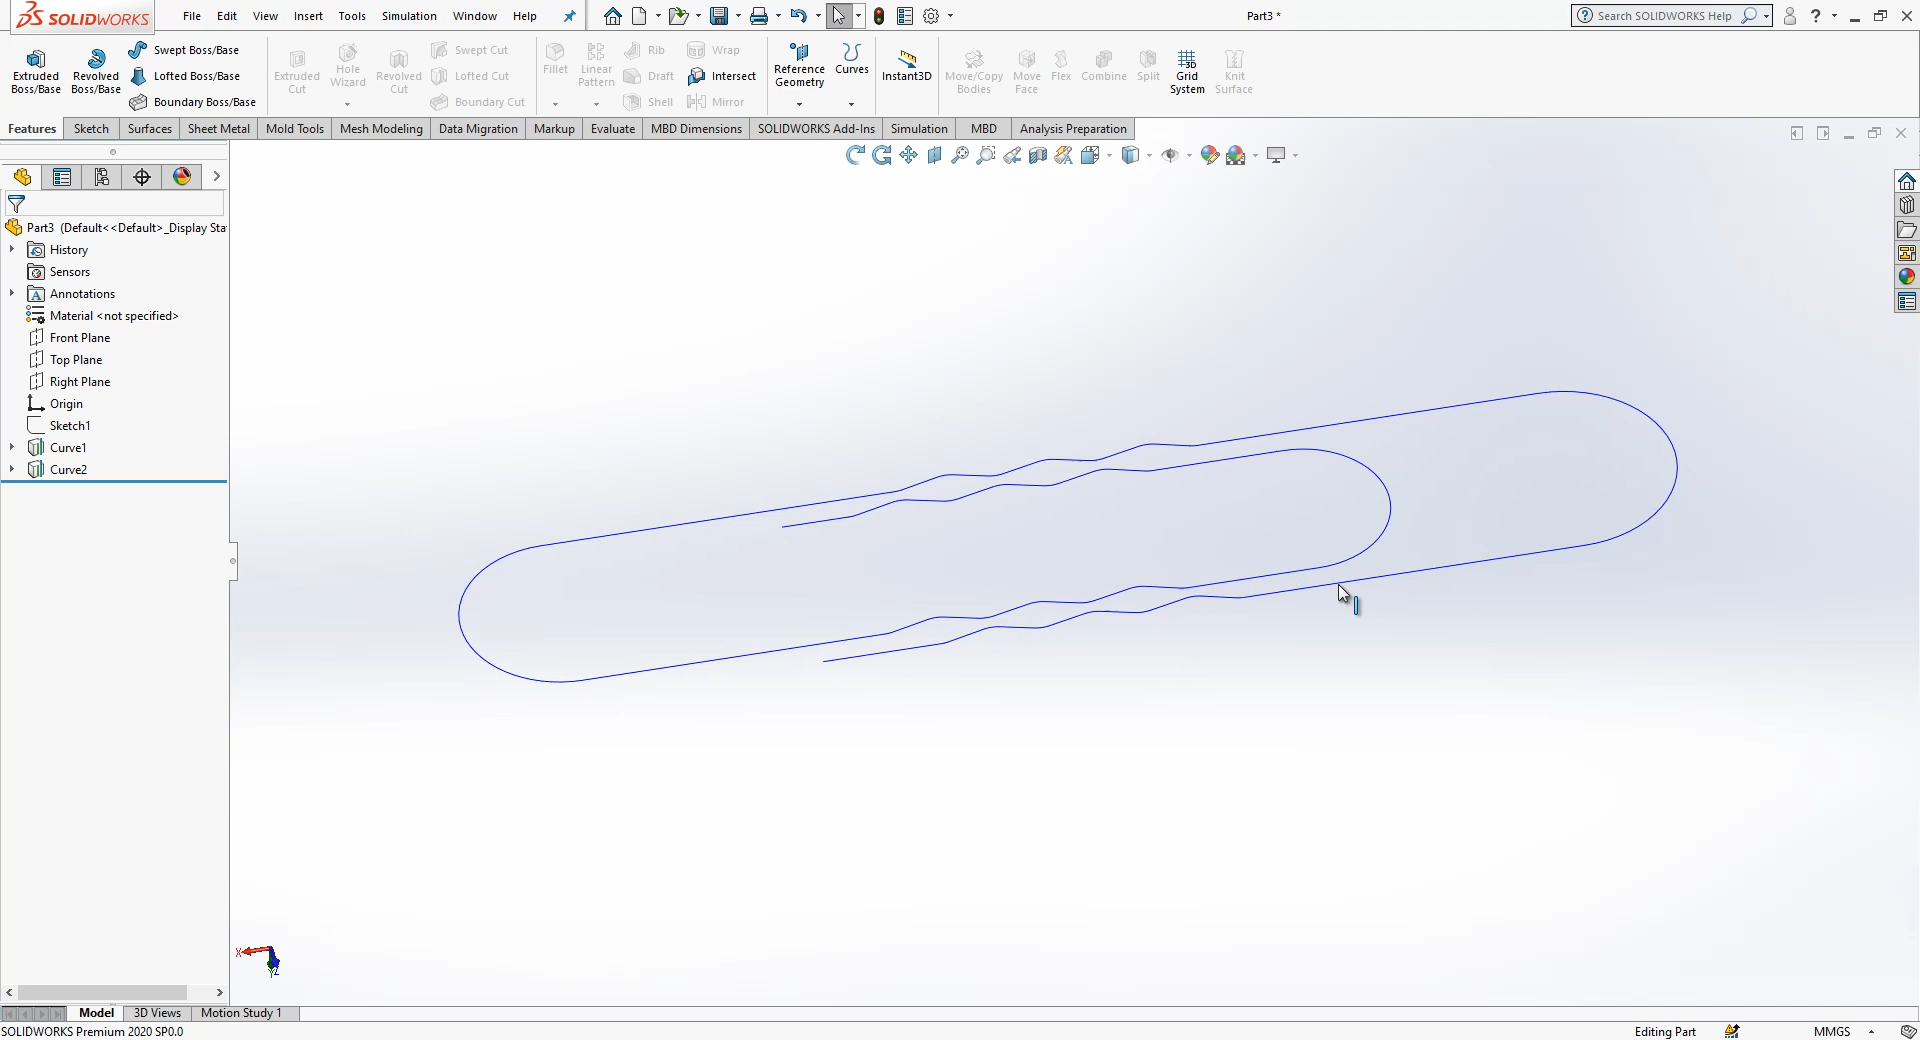 SOLIDWORKS File Edit View Insert Tools Simulation Window Help Part3 * Search SOLIDWORKS Help
Extruded Boss/Base
Revolved Boss/Base
Swept Boss/Base
Lofted Boss/Base
Boundary Boss/Base
Extruded Cut
Hole Wizard
Revolved Cut
Swept Cut
Lofted Cut
Boundary Cut
Fillet
Linear Pattern
Rib
Draft
Shell
Wrap
Intersect
Mirror
Reference Geometry
Curves
Instant3D
Move/Copy Bodies
Move Face
Flex
Combine
Split
3D Grid System
Knit Surface
Features Sketch Surfaces Sheet Metal Mold Tools Mesh Modeling Data Migration Markup Evaluate MBD Dimensions SOLIDWORKS Add-Ins Simulation MBD Analysis Preparation
Part3 (Default<<Default>_Display Sta
History
Sensors
Annotations
Material <not specified>
Front Plane
Top Plane
Right Plane
Origin
Sketch1
Curve1
Curve2
X
Z
Model 3D Views Motion Study 1
SOLIDWORKS Premium 2020 SP0.0 Editing Part MMGS